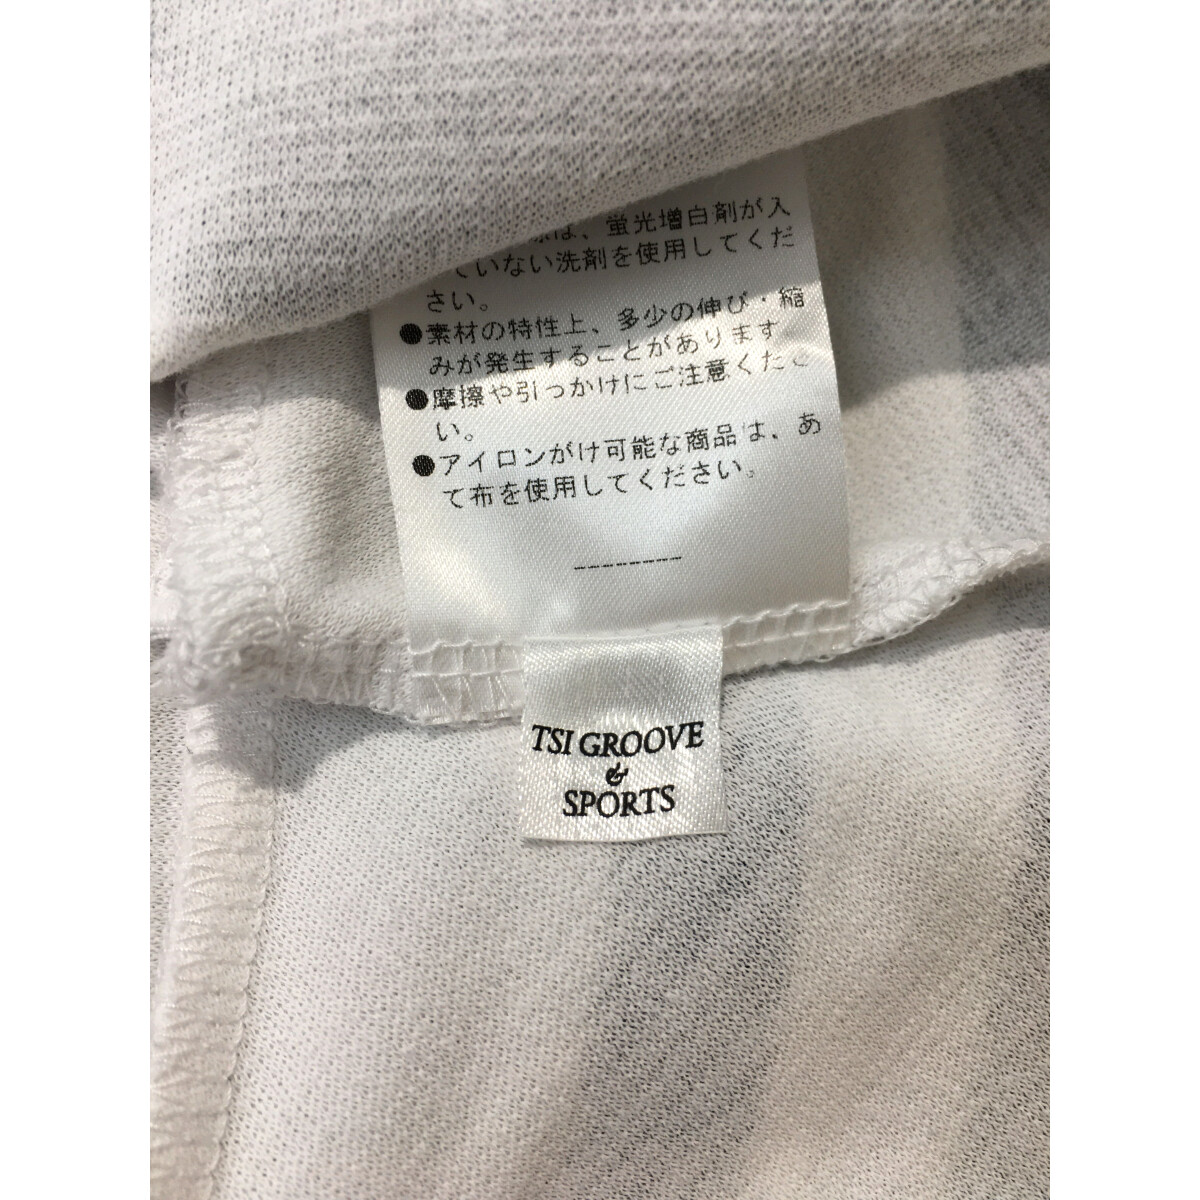 は、蛍光増白剤が入
ていない洗剤を使用してくだ
さい。
●素材の特性上、多少の伸び・縮
みが発生することがあります
●摩擦や引っかけにご注意くださ
い。
●アイロンがけ可能な商品は、あ
て布を使用してください。
--------
TSI GROOVE
&
SPORTS